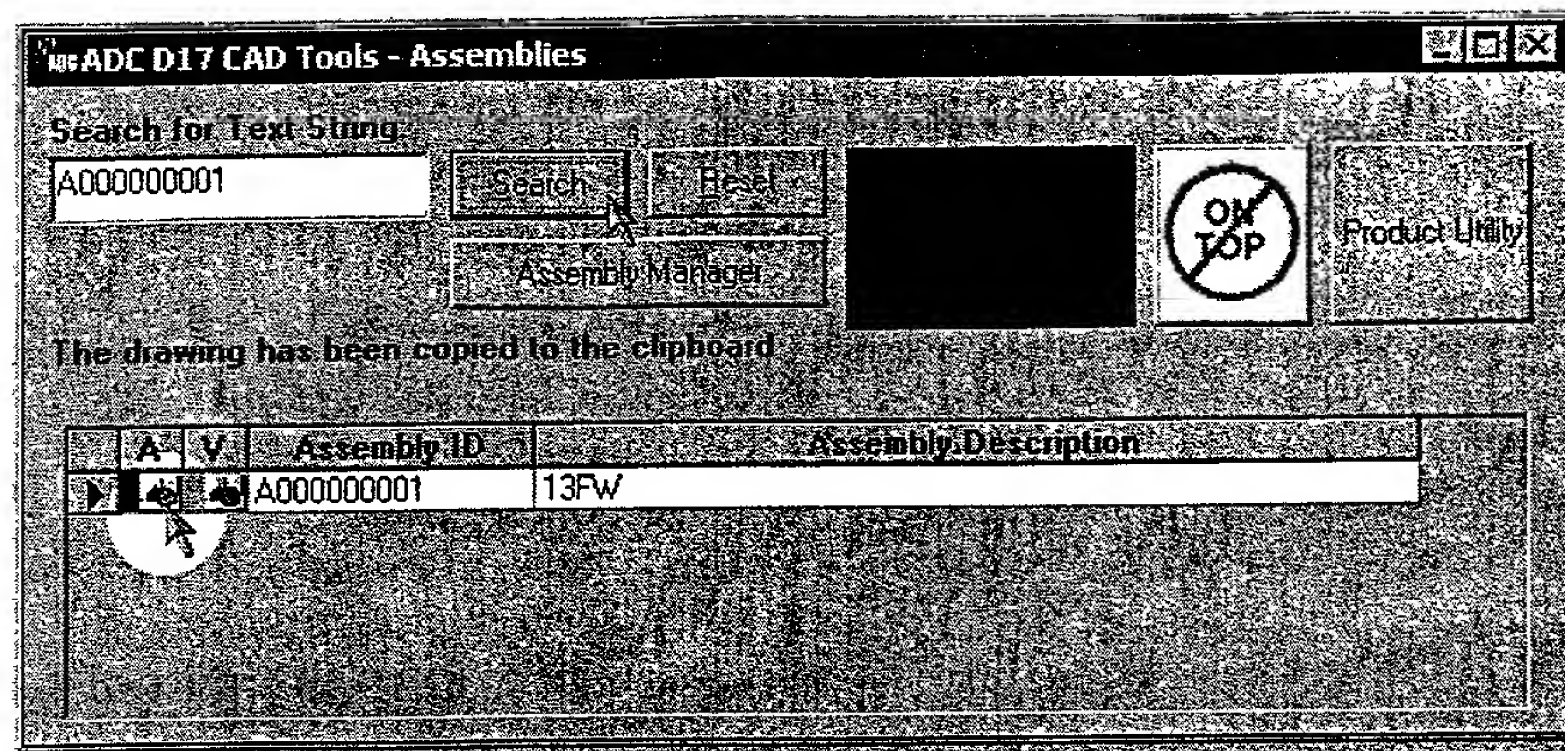 ADC D17 CAD Tools - Assemblies
Search for Text String:
A000000001
Search
Reset
ON TOP
Product Utility
Assembly Manager
The drawing has been copied to the clipboard
A V Assembly ID Assembly Description
A000000001 13FW